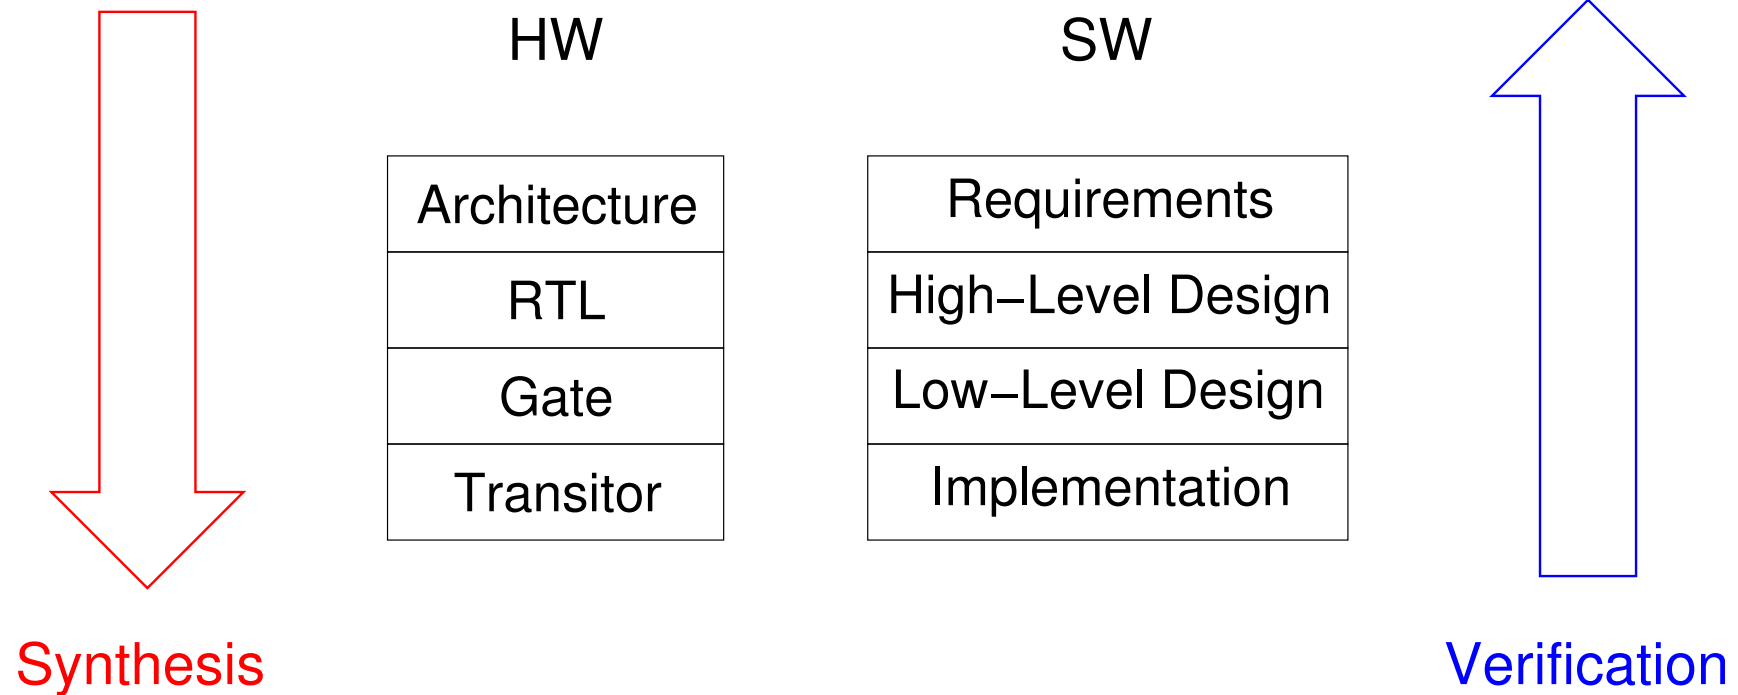 HW
SW
Architecture
RTL
Gate
Transitor
Requirements
High–Level Design
Low–Level Design
Implementation
Synthesis
Verification